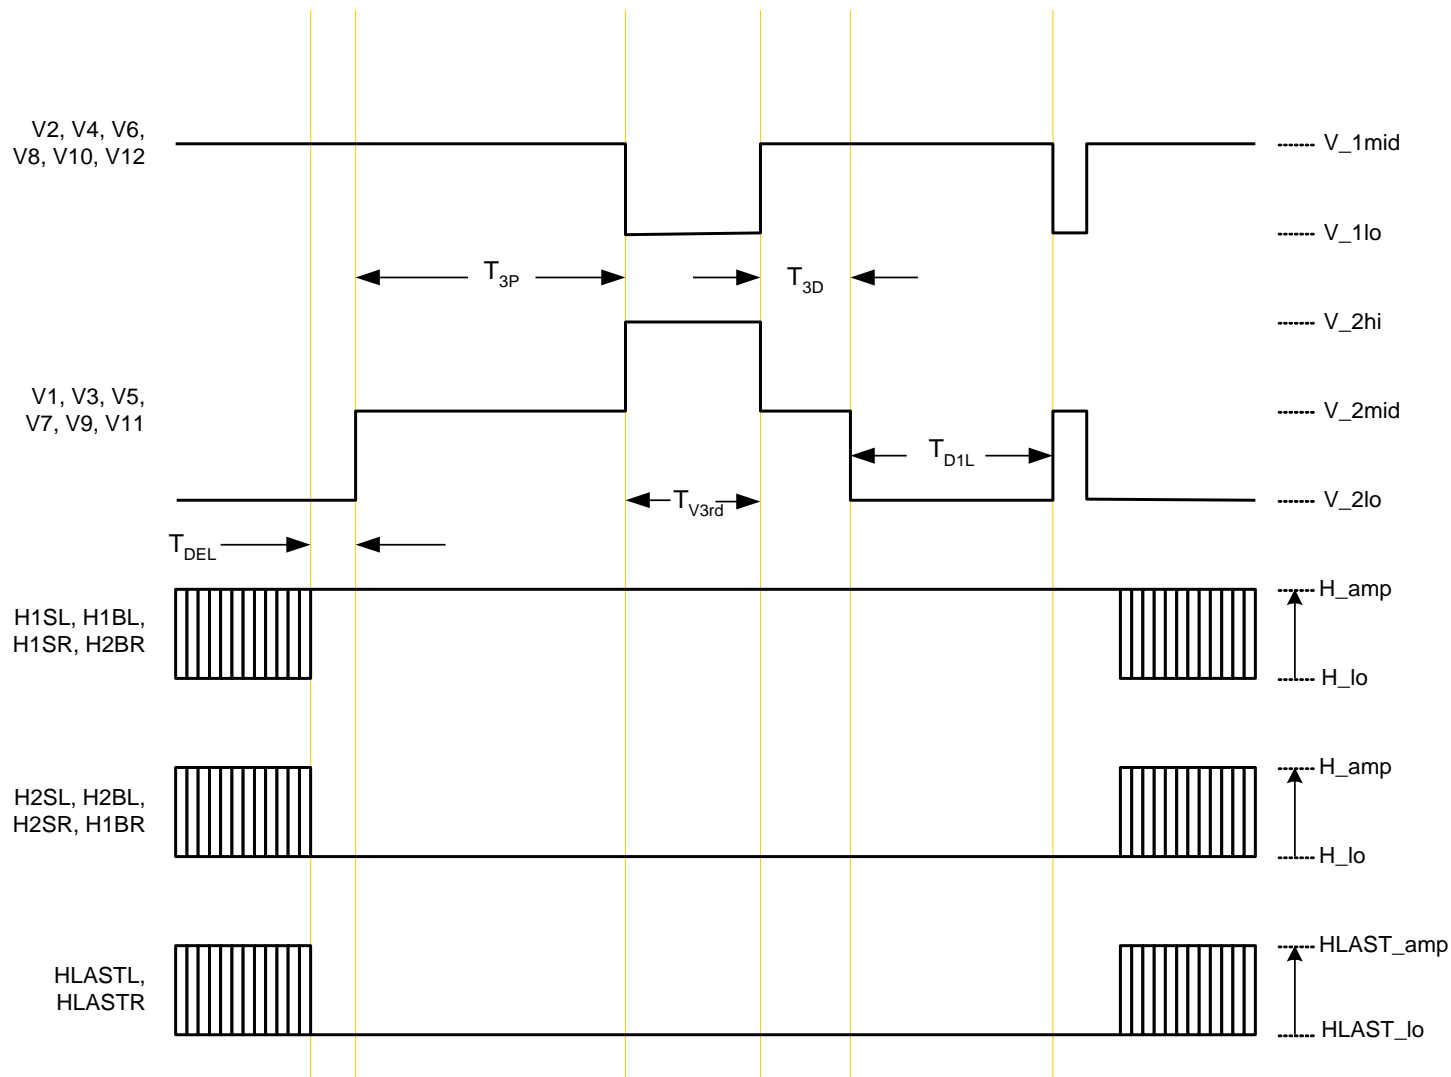 V2, V4, V6,
V8, V10, V12
V_1mid
V_1lo
T3P
T3D
V_2hi
V1, V3, V5,
V7, V9, V11
V_2mid
TD1L
TV3rd
V_2lo
TDEL
H1SL, H1BL,
H1SR, H2BR
H_amp
H_lo
H2SL, H2BL,
H2SR, H1BR
H_amp
H_lo
HLASTL,
HLASTR
HLAST_amp
HLAST_lo